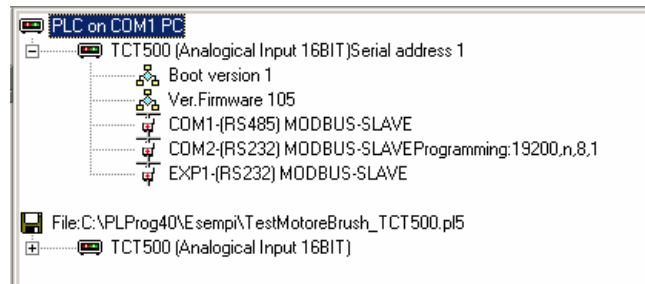 PLC on COM1 PC
TCT500 (Analogical Input 16BIT)Serial address 1
Boot version 1
Ver.Firmware 105
COM1-(RS485) MODBUS-SLAVE
COM2-(RS232) MODBUS-SLAVEProgramming:19200,n,8,1
EXP1-(RS232) MODBUS-SLAVE
File:C:\PLProg40\Esempi\TestMotoreBrush_TCT500.pl5
TCT500 (Analogical Input 16BIT)